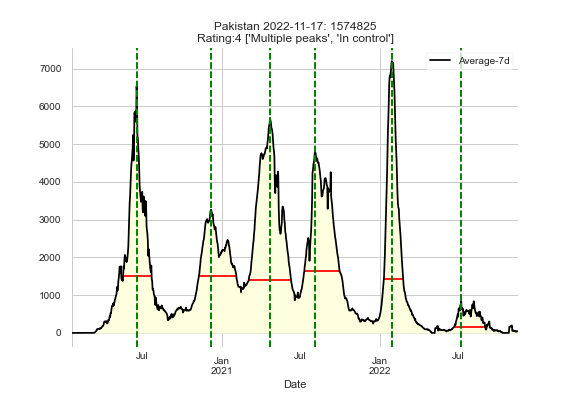 Pakistan 2022-11-17: 1574825
Rating:4 ['Multiple peaks', 'In control']
Average-7d
7000
6000
5000
4000
3000
2000
1000
0
Jul
Jan
2021
Jul
Jan
2022
Jul
Date